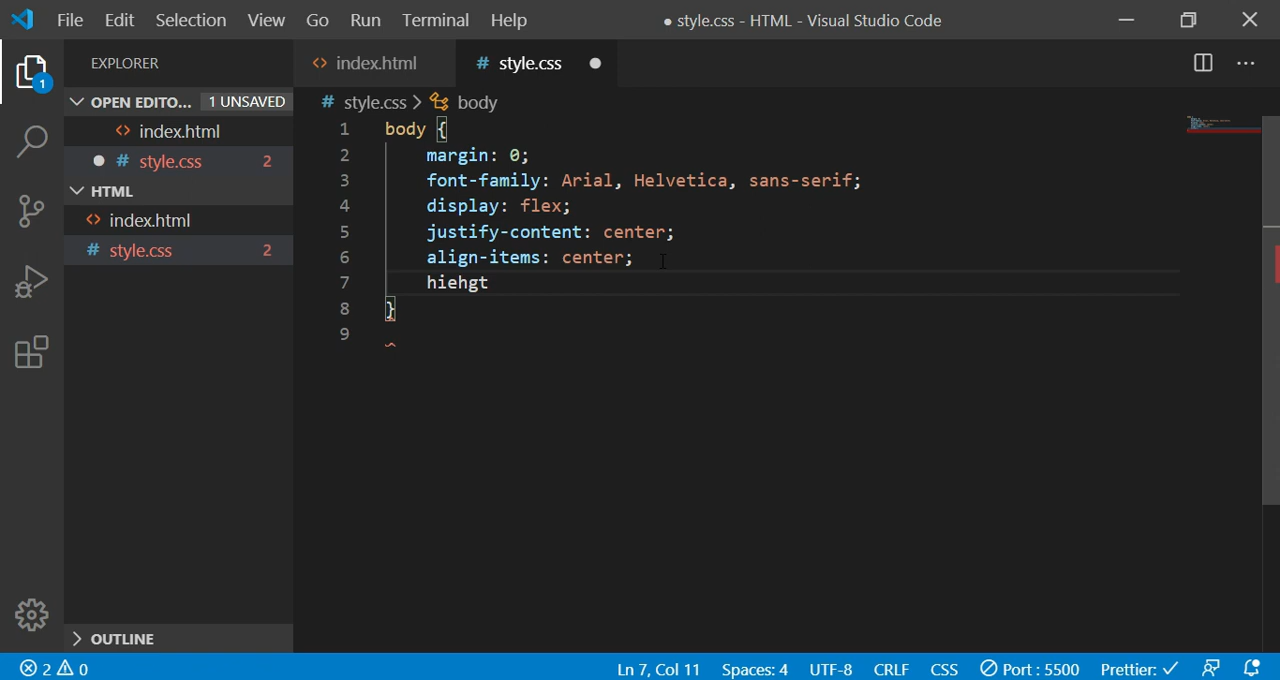 File Edit Selection View Go Run Terminal Help ● style.css - HTML - Visual Studio Code
EXPLORER
<> index.html # style.css ●
OPEN EDITO... 1 UNSAVED
# style.css > body
<> index.html
● # style.css 2
HTML
<> index.html
# style.css 2
1 body {
2 margin: 0;
3 font-family: Arial, Helvetica, sans-serif;
4 display: flex;
5 justify-content: center;
6 align-items: center;
7 hiehgt
8 }
9
1
OUTLINE
2 0 Ln 7, Col 11 Spaces: 4 UTF-8 CRLF CSS Port : 5500 Prettier: ✓